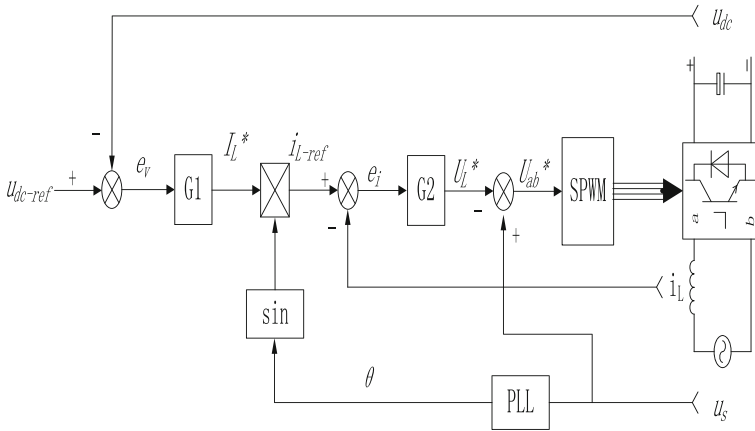 u_dc
+
-
I_L*
i_L-ref
e_v
u_dc-ref
+
G1
+
e_i
G2
U_L*
U_ab*
SPWM
a
b
-
-
+
i_L
sin
θ
PLL
u_s